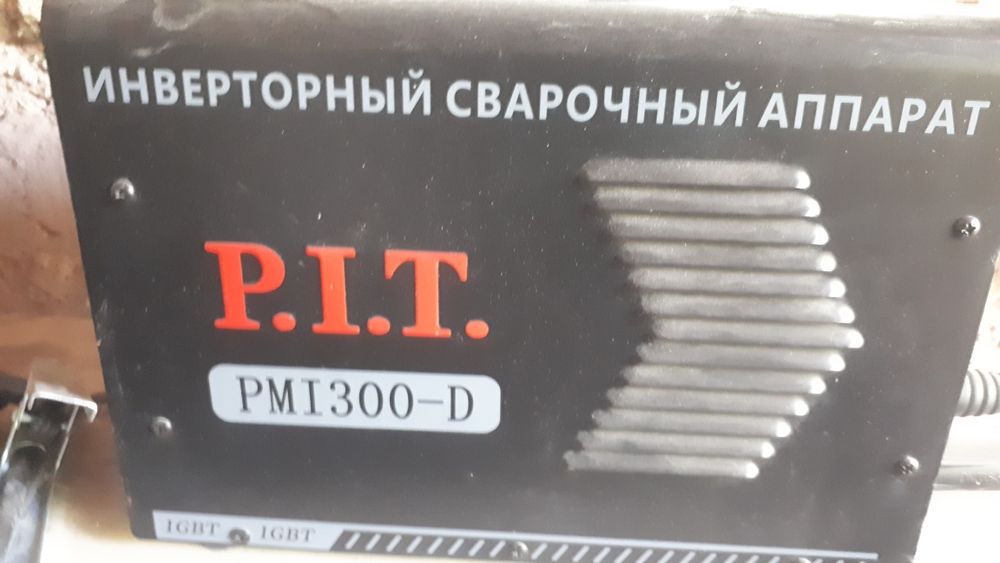 ИНВЕРТОРНЫЙ СВАРОЧНЫЙ АППАРАТ
P.I.T.
PMI300-D
IGBT IGBT